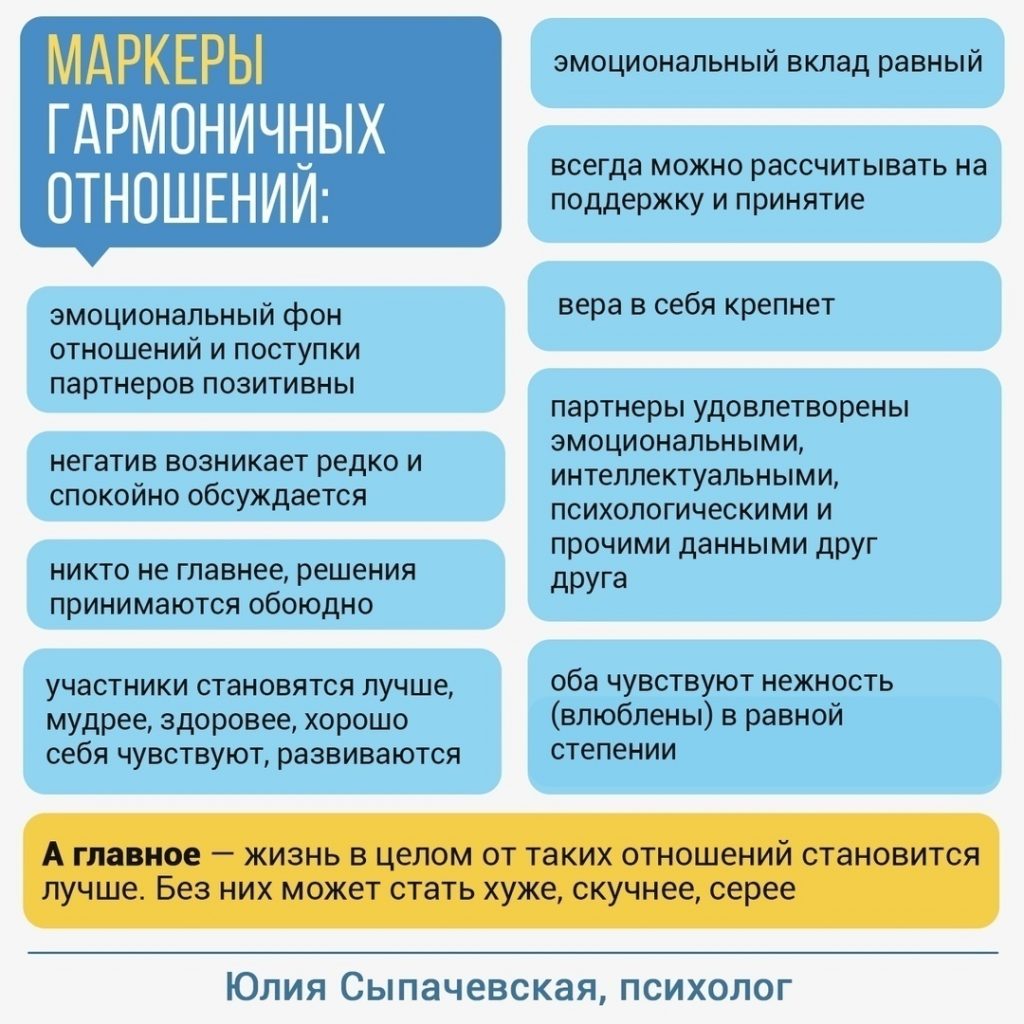 МАРКЕРЫ
ГАРМОНИЧНЫХ
ОТНОШЕНИЙ:
эмоциональный фон
отношений и поступки
партнеров позитивны
негатив возникает редко и
спокойно обсуждается
никто не главнее, решения
принимаются обоюдно
участники становятся лучше,
мудрее, здоровее, хорошо
себя чувствуют, развиваются
эмоциональный вклад равный
всегда можно рассчитывать на
поддержку и принятие
вера в себя крепнет
партнеры удовлетворены
эмоциональными,
интеллектуальными,
психологическими и
прочими данными друг
друга
оба чувствуют нежность
(влюблены) в равной
степении
А главное — жизнь в целом от таких отношений становится
лучше. Без них может стать хуже, скучнее, серее
Юлия Сыпачевская, психолог